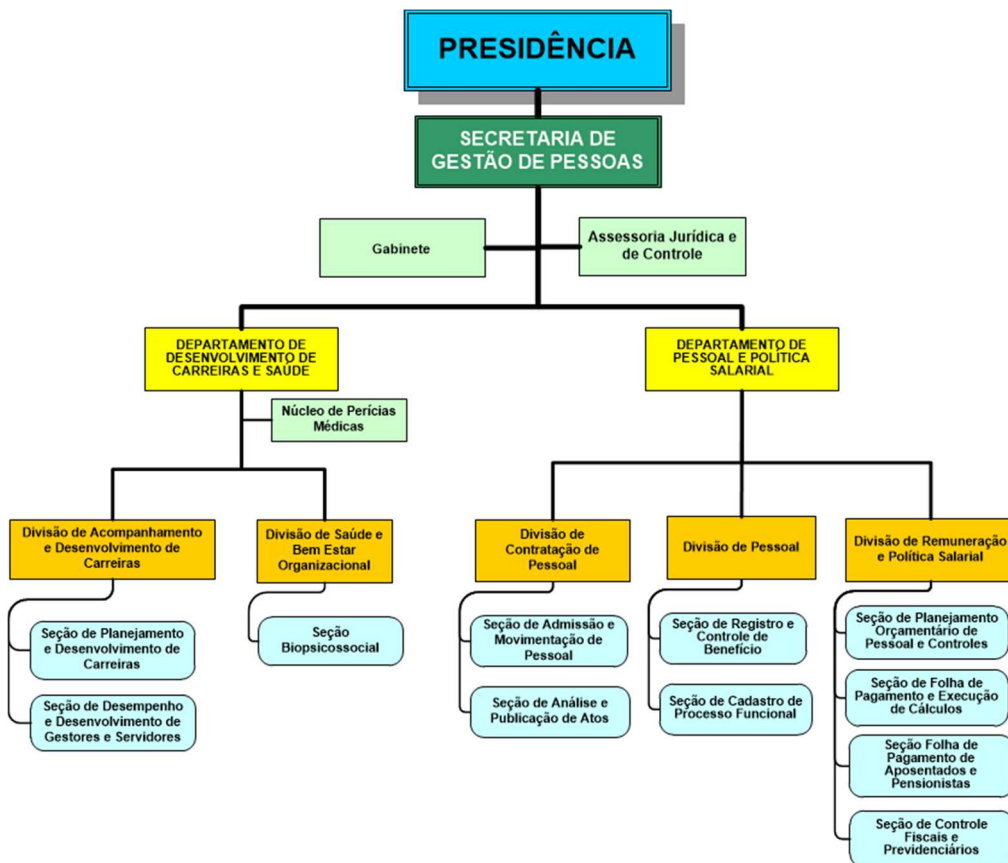 PRESIDÊNCIA
SECRETARIA DE
GESTÃO DE PESSOAS
Gabinete
Assessoria Jurídica e
de Controle
DEPARTAMENTO DE
DESENVOLVIMENTO DE
CARREIRAS E SAÚDE
DEPARTAMENTO DE
PESSOAL E POLÍTICA
SALARIAL
Núcleo de Perícias
Médicas
Divisão de Acompanhamento
e Desenvolvimento de
Carreiras
Divisão de Saúde e
Bem Estar
Organizacional
Divisão de
Contratação de
Pessoal
Divisão de Pessoal
Divisão de Remuneração
e Política Salarial
Seção de Planejamento
e Desenvolvimento de
Carreiras
Seção de Desempenho
e Desenvolvimento de
Gestores e Servidores
Seção
Biopsicossocial
Seção de Admissão e
Movimentação de
Pessoal
Seção de Análise e
Publicação de Atos
Seção de Registro e
Controle de
Benefício
Seção de Cadastro de
Processo Funcional
Seção de Planejamento
Orçamentário de
Pessoal e Controles
Seção de Folha de
Pagamento e Execução
de Cálculos
Seção Folha de
Pagamento de
Aposentados e
Pensionistas
Seção de Controle
Fiscais e
Previdenciários